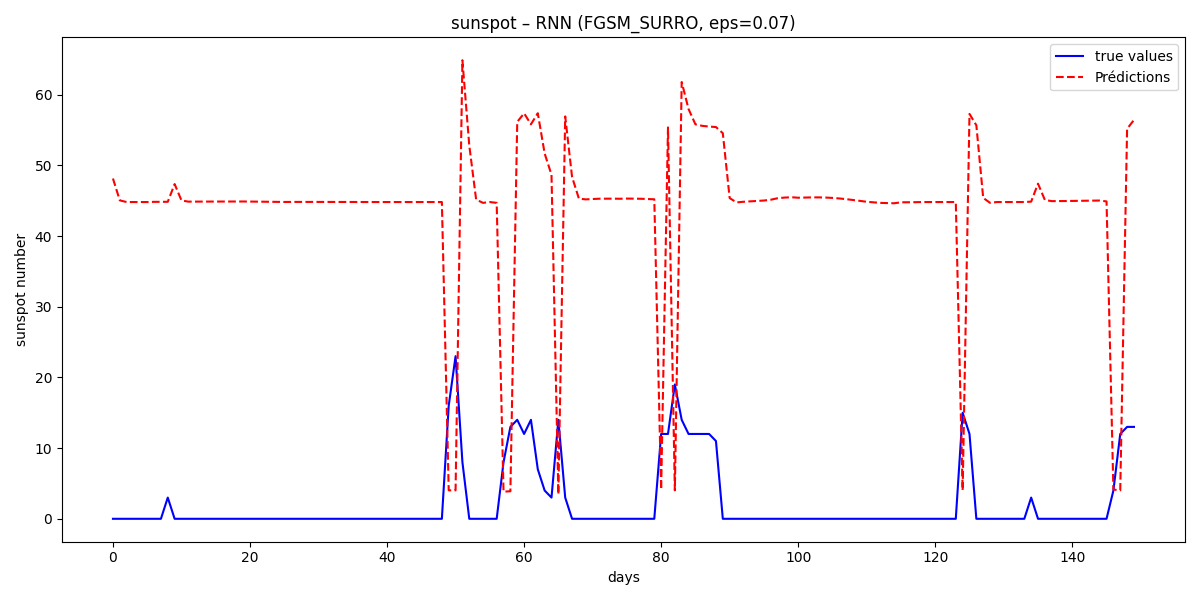 sunspot – RNN (FGSM_SURRO, eps=0.07)
true values
Prédictions
sunspot number
60
50
40
30
20
10
0
0 20 40 60 80 100 120 140
days